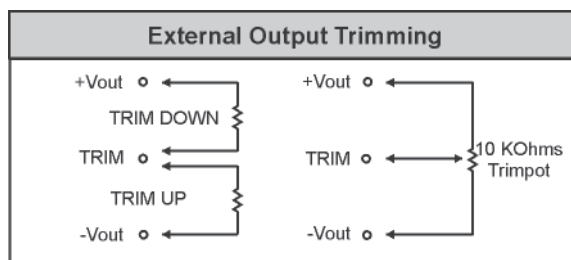 External Output Trimming
+Vout
TRIM DOWN
TRIM
TRIM UP
-Vout
+Vout
TRIM
10 KOhms
Trimpot
-Vout